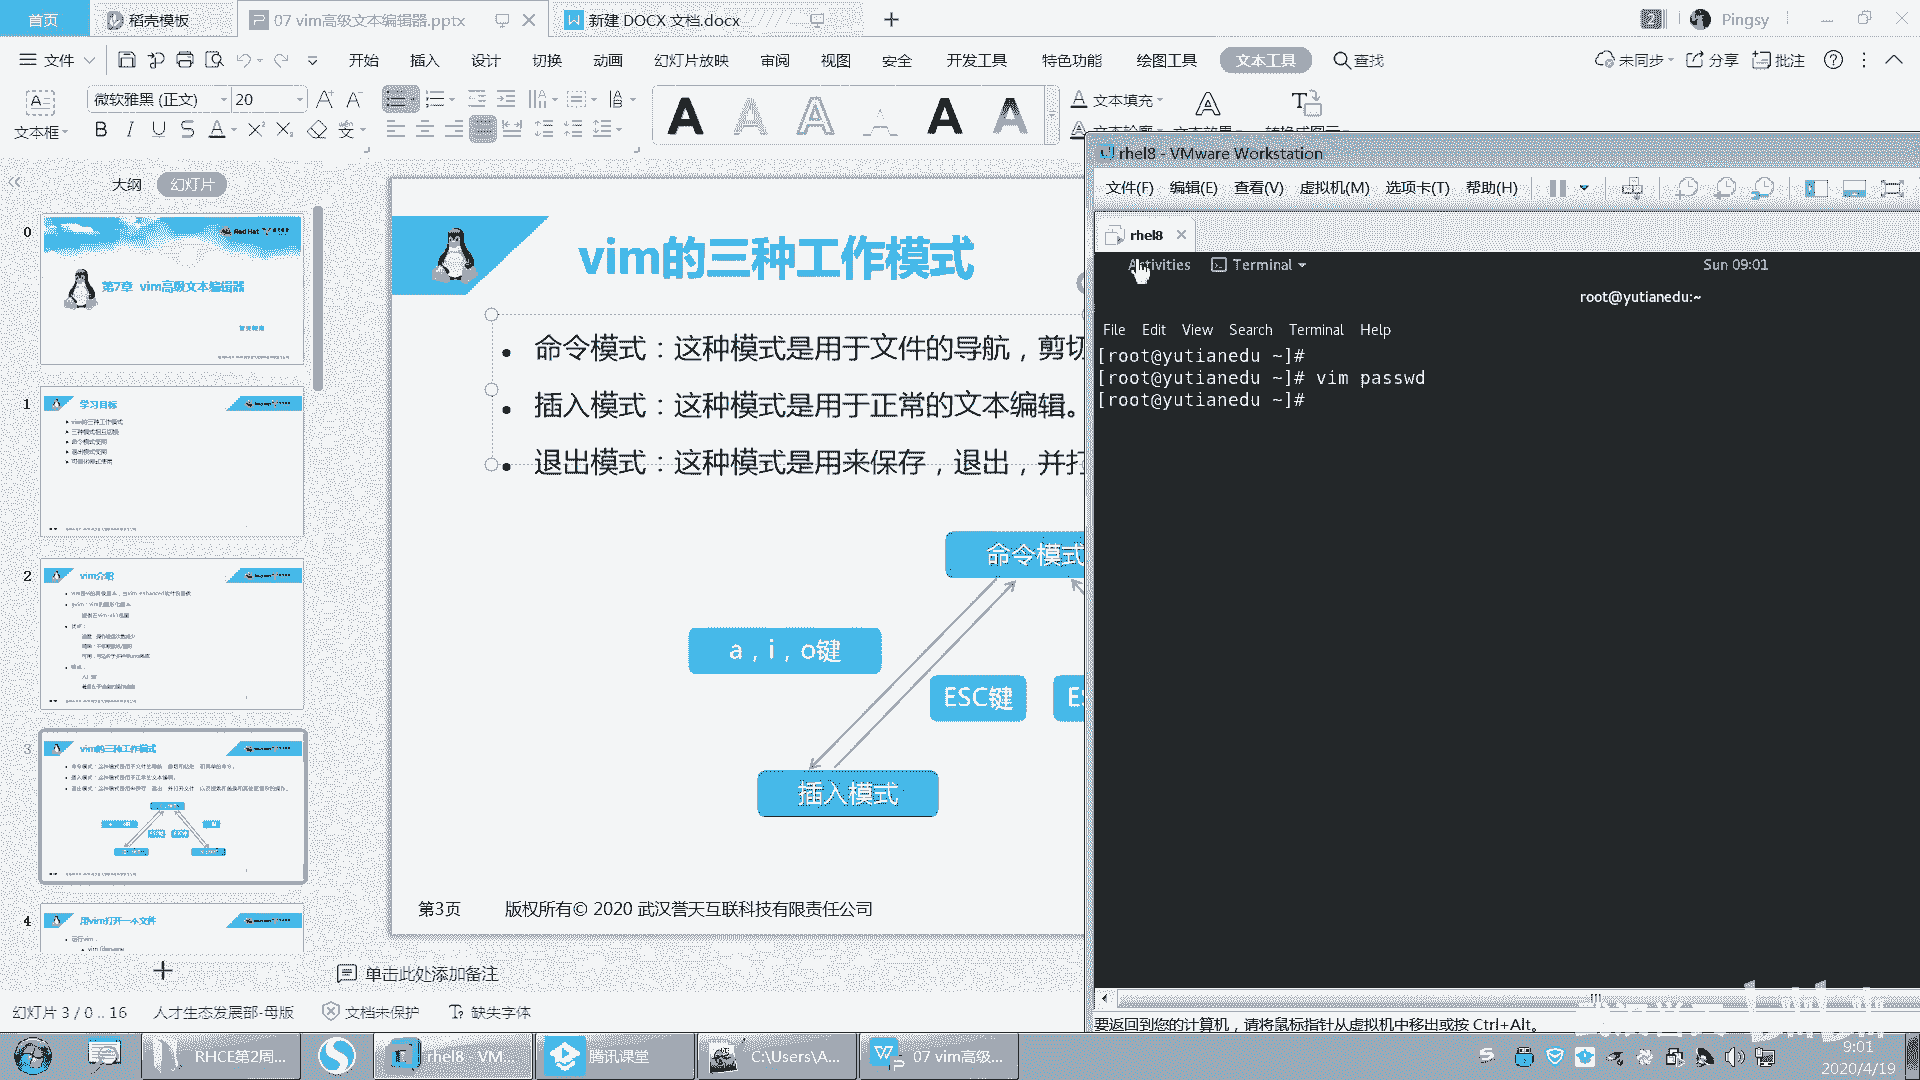 首页 稻壳模板 07 vim高级文本编辑器.pptx 新建 DOCX 文档.docx Pingsy
文件 开始 插入 设计 切换 动画 幻灯片放映 审阅 视图 安全 开发工具 特色功能 绘图工具 文本工具 查找 未同步 分享 批注
文本框 微软雅黑 (正文) 20 文本填充
rhel8 - VMware Workstation
文件(F) 编辑(E) 查看(V) 虚拟机(M) 选项卡(T) 帮助(H)
rhel8
Activities Terminal Sun 09:01
root@yutianedu:~
File Edit View Search Terminal Help
[root@yutianedu ~]#
[root@yutianedu ~]# vim passwd
[root@yutianedu ~]#
大纲 幻灯片
0
第7章 vim高级文本编辑器
1
学习目标
2
vim介绍
3
vim的三种工作模式
4
用vim打开一个文件
vim的三种工作模式
命令模式：这种模式是用于文件的导航，剪切
插入模式：这种模式是用于正常的文本编辑。
退出模式：这种模式是用来保存，退出，并打
命令模式
a，i，o键
ESC键
插入模式
第3页 版权所有© 2020 武汉誉天互联科技有限责任公司
单击此处添加备注
幻灯片 3 / 0 .. 16 人才生态发展部-母版 文档未保护 缺失字体
要返回到您的计算机，请将鼠标指针从虚拟机中移出或按 Ctrl+Alt。
RHCE第2周... rhel8 - VM... 腾讯课堂 C:\Users\A... 07 vim高级...
9:01
2020/4/19